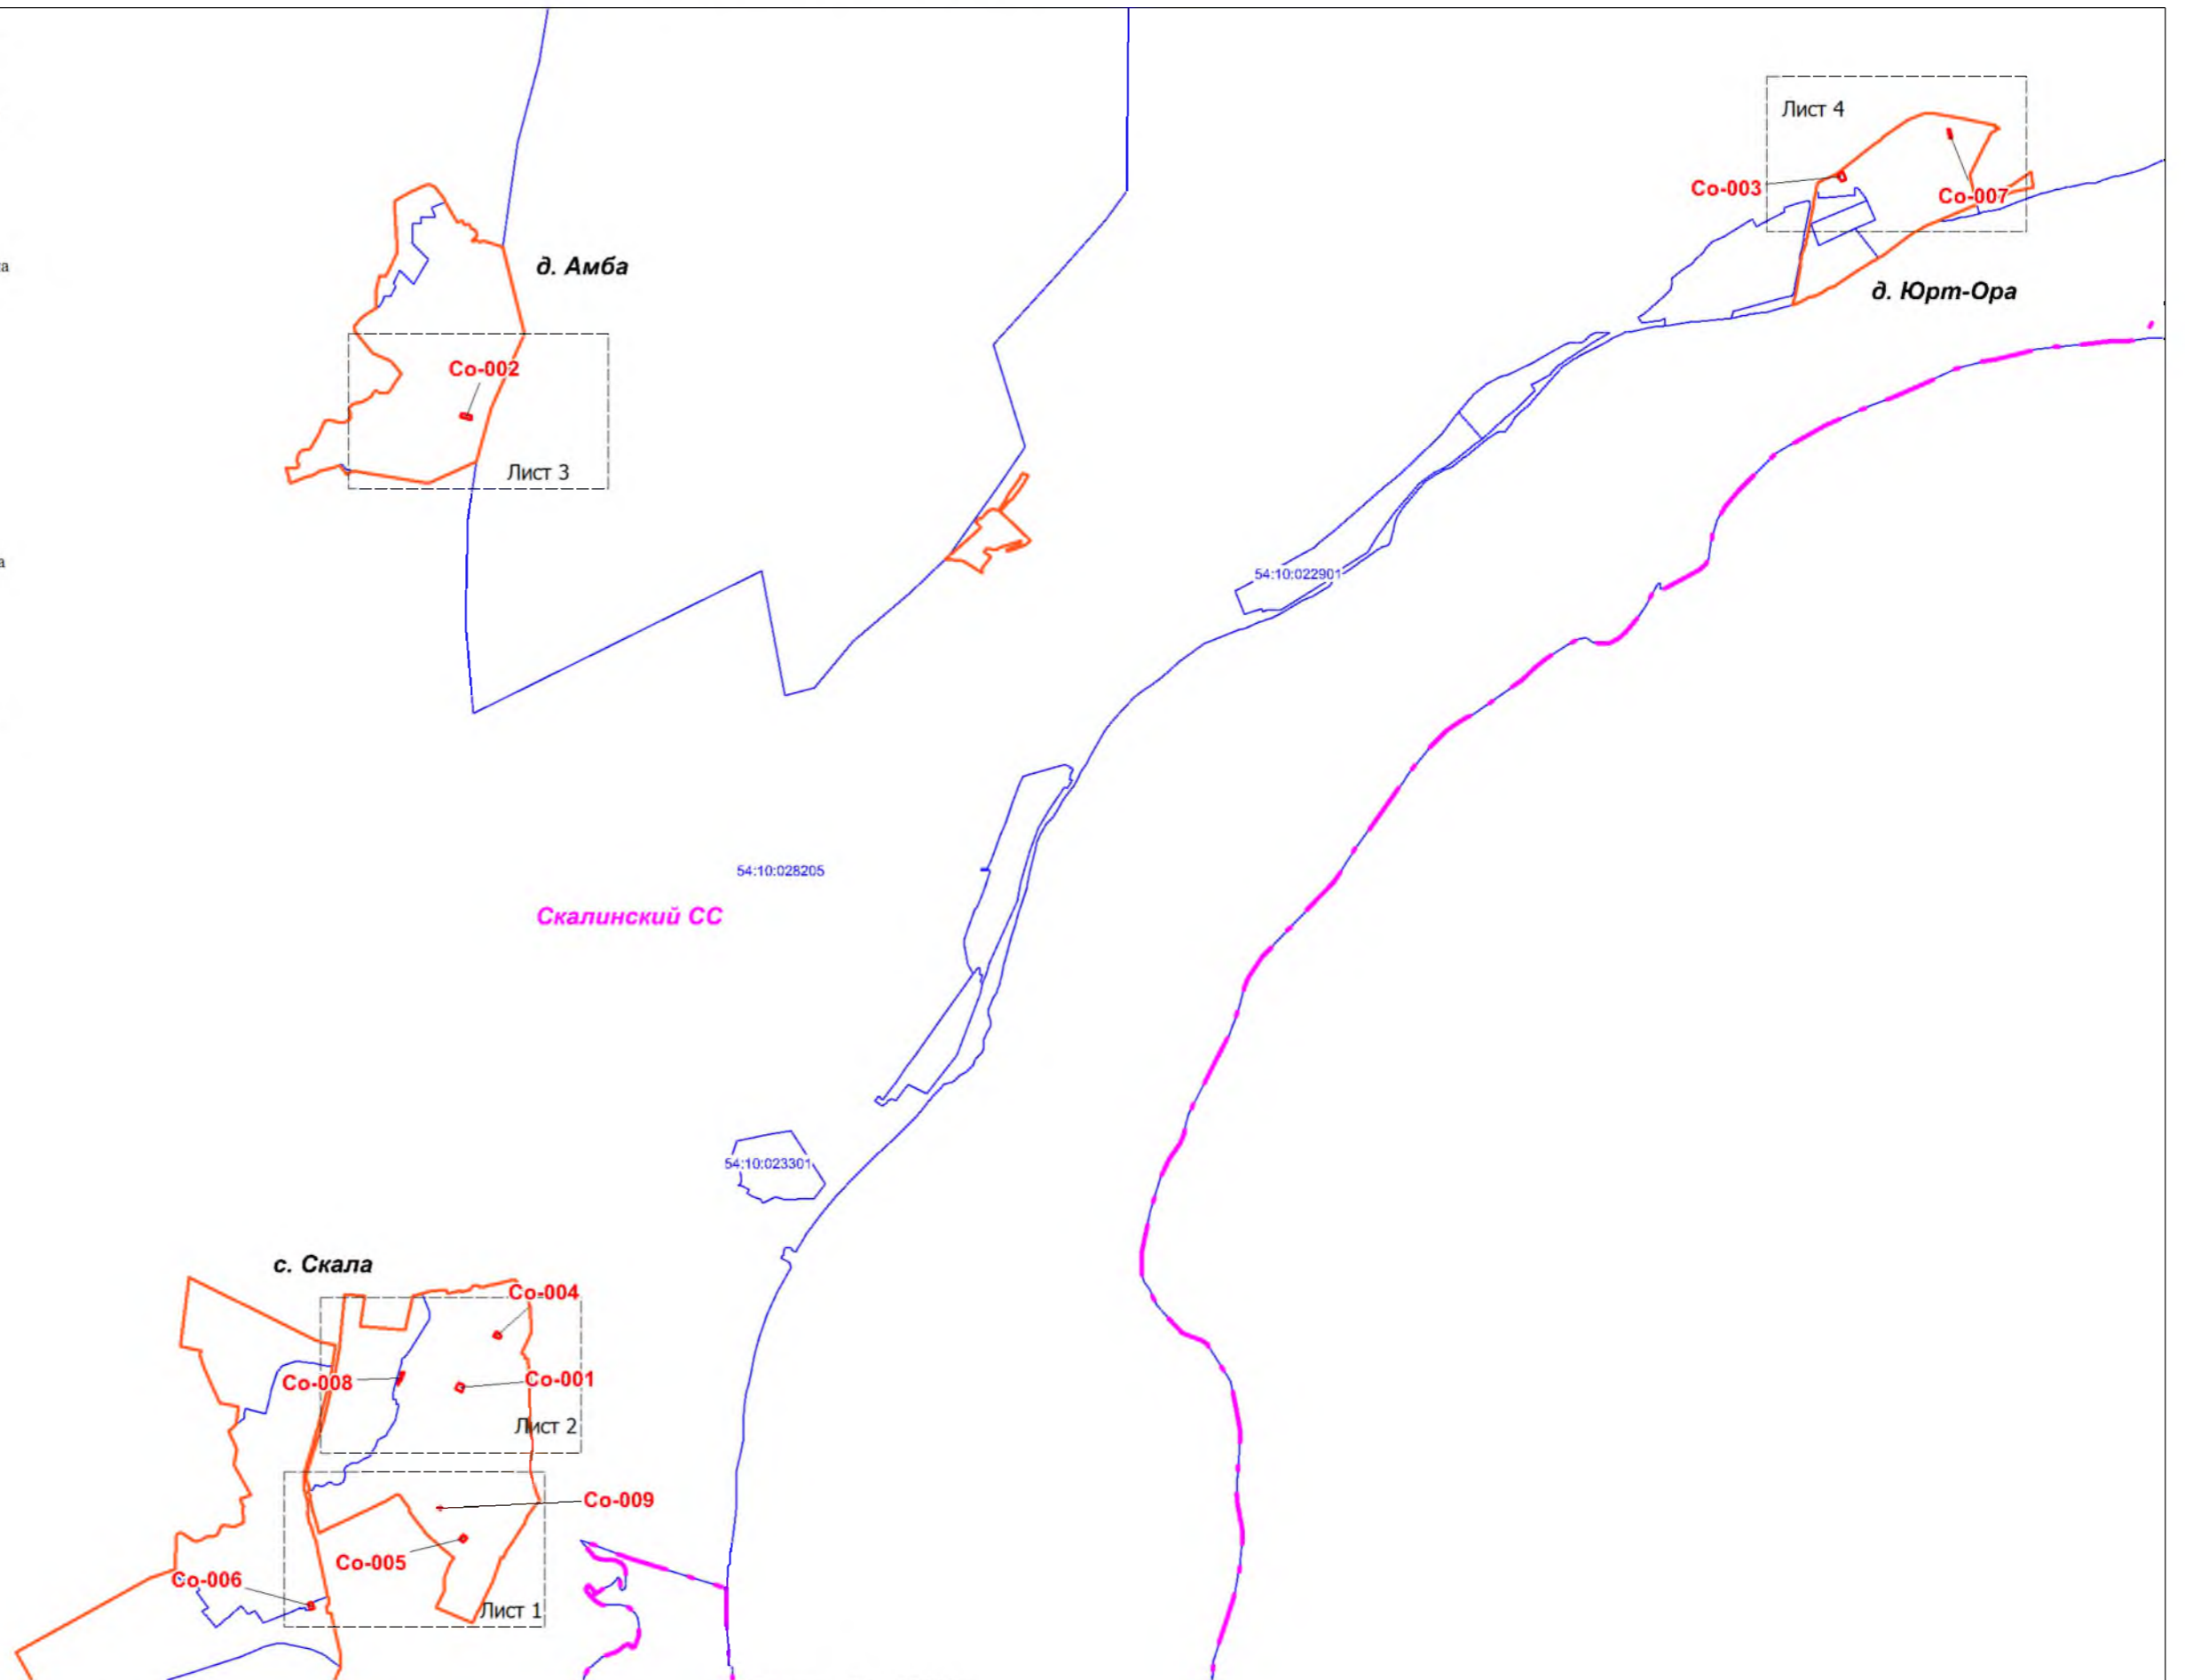 Лист 4
Со-003
Со-007
д. Амба
д. Юрт-Ора
Со-002
Лист 3
54:10:022901
54:10:028205
Скалинский СС
54:10:023301
с. Скала
Со-004
Со-008
Со-001
Лист 2
Со-009
Со-005
Со-006
Лист 1